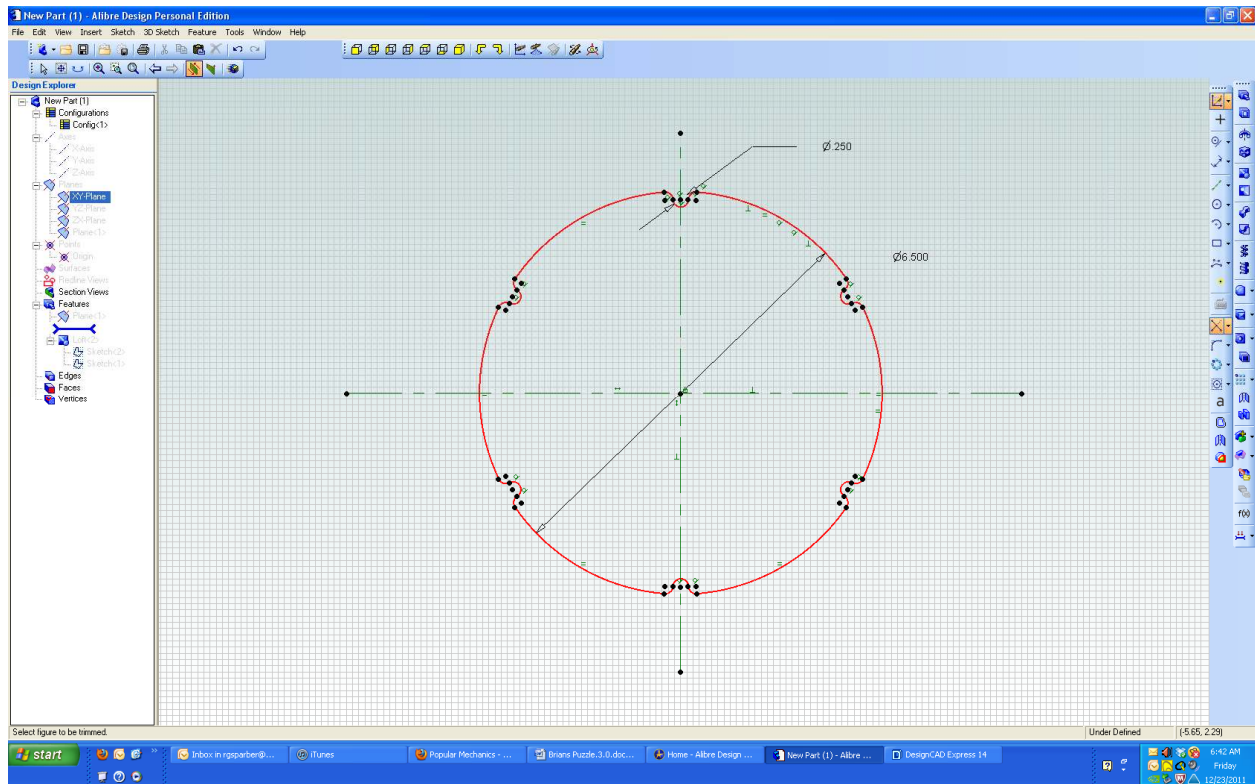 New Part (1) - Alibre Design Personal Edition
File Edit View Insert Sketch 3D Sketch Feature Tools Window Help
Design Explorer
New Part (1)
Configurations
Config<1>
Axes
X-Axis
Y-Axis
Z-Axis
Planes
XY-Plane
YZ-Plane
ZX-Plane
Plane<1>
Points
Origin
Surfaces
Redline Views
Section Views
Features
Plane<1>
Loft<2>
Sketch<2>
Sketch<1>
Edges
Faces
Vertices
Ø.250
Ø6.500
a
f(x)
Select figure to be trimmed.
Under Defined
(-5.65, 2.29)
start
Inbox in rgsparber@...
iTunes
Popular Mechanics - ...
Brians Puzzle.3.0.doc...
Home - Alibre Design ...
New Part (1) - Alibre ...
DesignCAD Express 14
6:42 AM
Friday
12/23/2011